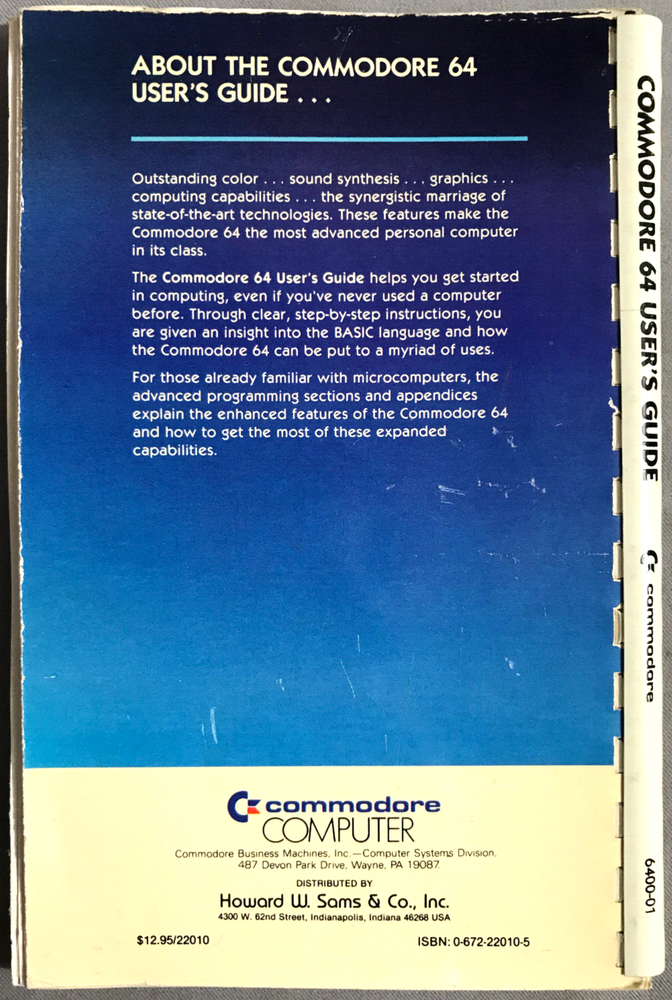 ABOUT THE COMMODORE 64
USER'S GUIDE . . .
Outstanding color . . . sound synthesis . . . graphics . . .
computing capabilities . . . the synergistic marriage of
state-of-the-art technologies. These features make the
Commodore 64 the most advanced personal computer
in its class.
The Commodore 64 User's Guide helps you get started
in computing, even if you've never used a computer
before. Through clear, step-by-step instructions, you
are given an insight into the BASIC language and how
the Commodore 64 can be put to a myriad of uses.
For those already familiar with microcomputers, the
advanced programming sections and appendices
explain the enhanced features of the Commodore 64
and how to get the most of these expanded
capabilities.
commodore
COMPUTER
Commodore Business Machines, Inc.—Computer Systems Division,
487 Devon Park Drive, Wayne, PA 19087.
DISTRIBUTED BY
Howard W. Sams & Co., Inc.
4300 W. 62nd Street, Indianapolis, Indiana 46268 USA
$12.95/22010
ISBN: 0-672-22010-5
COMMODORE 64 USER'S GUIDE
commodore
6400-01